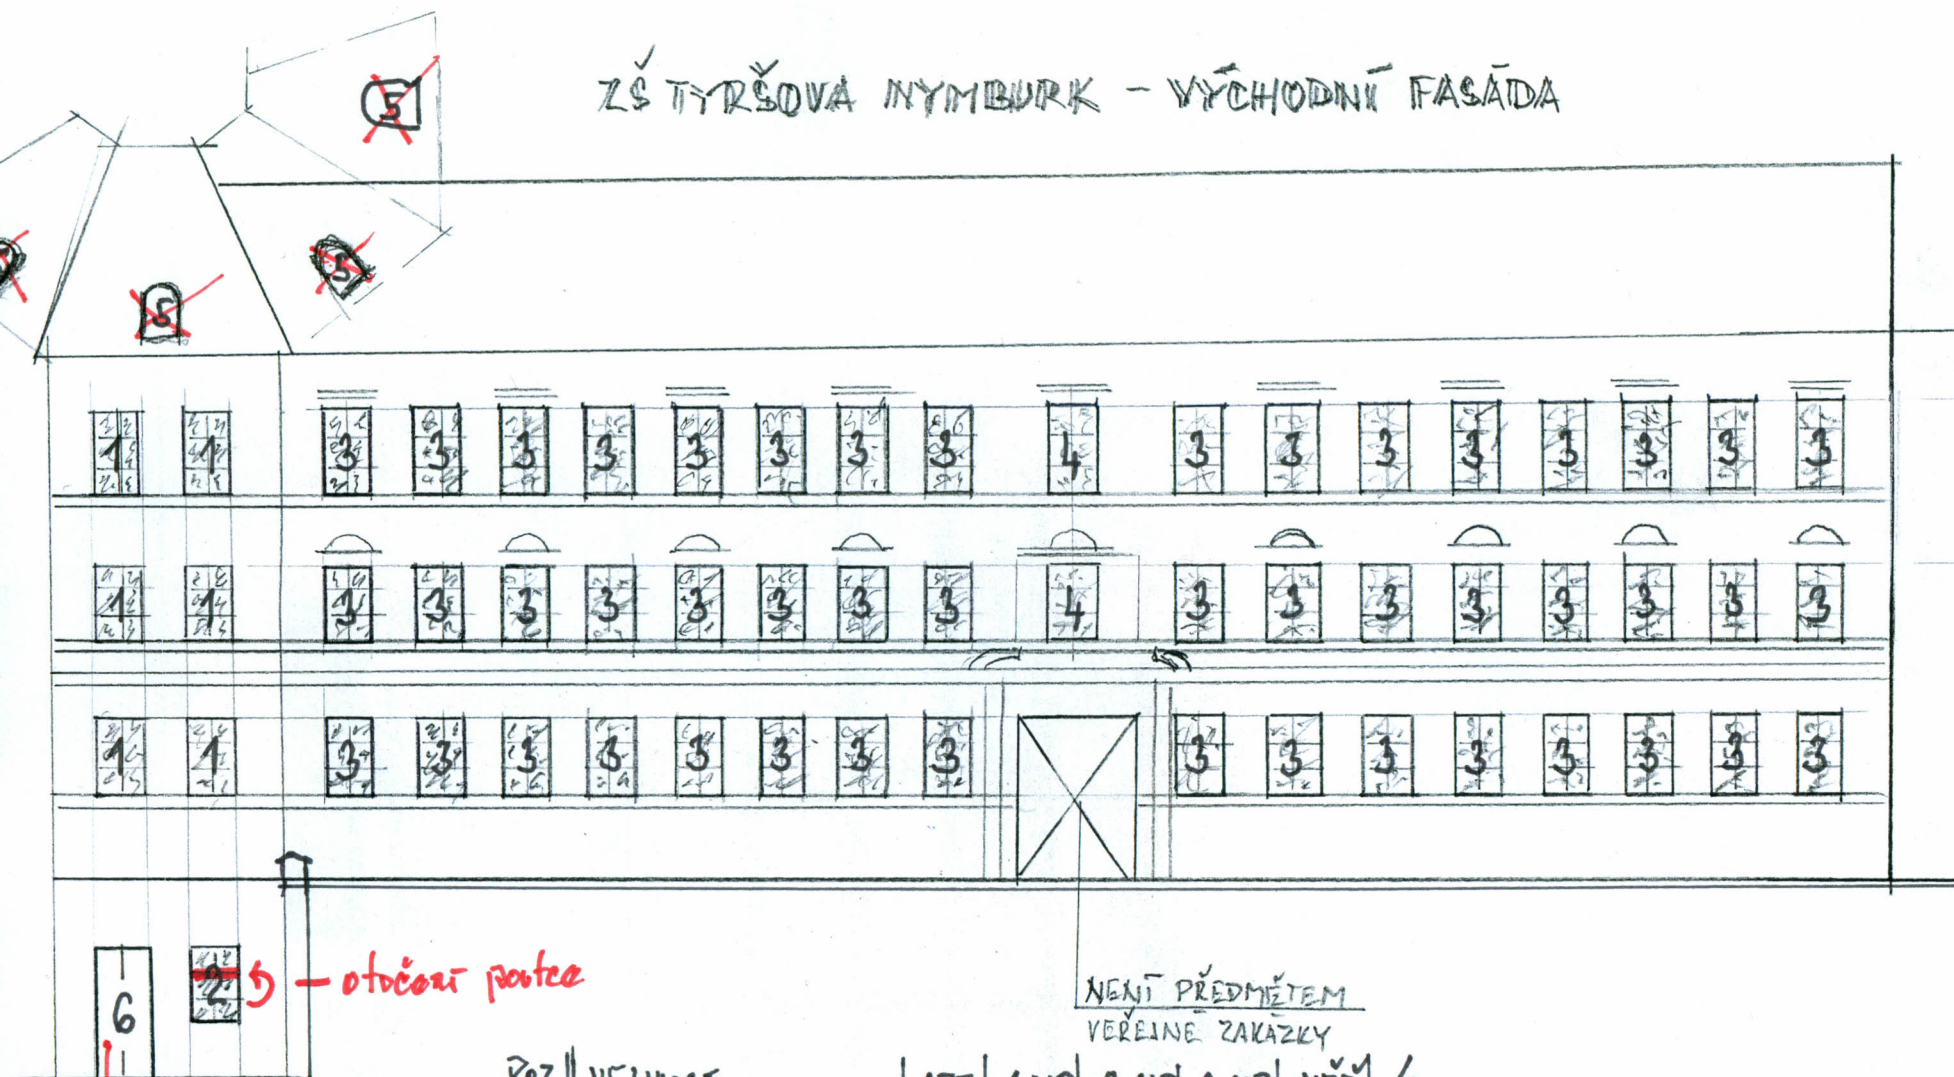 ZŠ TYRŠOVA NYMBURK - VÝCHODNÍ FASÁDA
5
5
5
1 1 3 3 3 3 3 3 3 3 4 3 3 3 3 3 3 3 3
1 1 3 3 3 3 3 3 3 3 4 3 3 3 3 3 3 3 3
1 1 3 3 3 3 3 3 3 3 3 3 3 3 3 3 3 3
6 2 - otočení poutce
NENÍ PŘEDMĚTEM
VEŘEJNÉ ZAKÁZKY